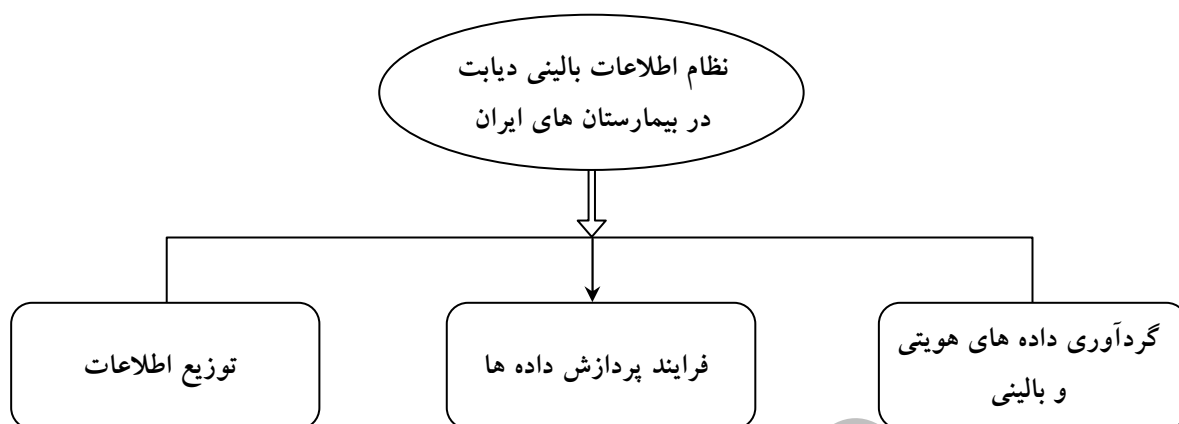 نظام اطلاعات بالینی دیابت
در بیمارستان های ایران
گردآوری داده های هویتی
و بالینی
فرایند پردازش داده ها
توزیع اطلاعات